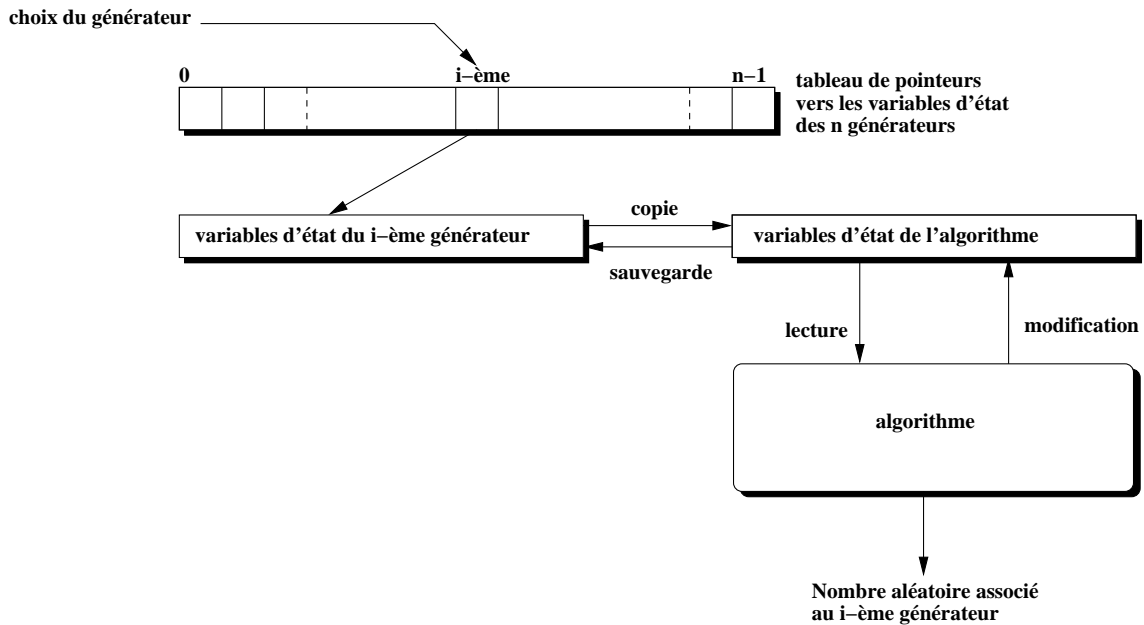 choix du générateur
0
i−ème
n−1
tableau de pointeurs
vers les variables d'état
des n générateurs
variables d'état du i−ème générateur
copie
sauvegarde
variables d'état de l'algorithme
lecture
modification
algorithme
Nombre aléatoire associé
au i−ème générateur